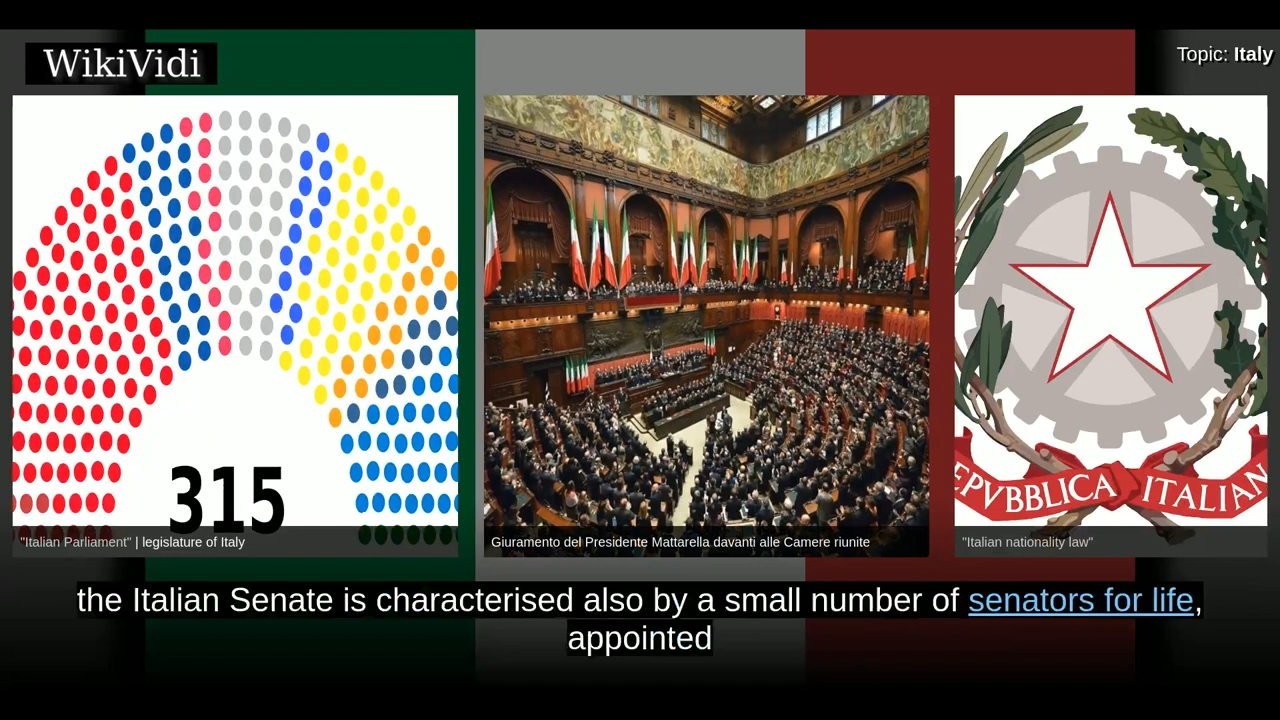 WikiVidi
Topic: Italy
315
"Italian Parliament" | legislature of Italy
Giuramento del Presidente Mattarella davanti alle Camere riunite
EPVBBLICA ITALIAN
"Italian nationality law"
the Italian Senate is characterised also by a small number of senators for life,
appointed